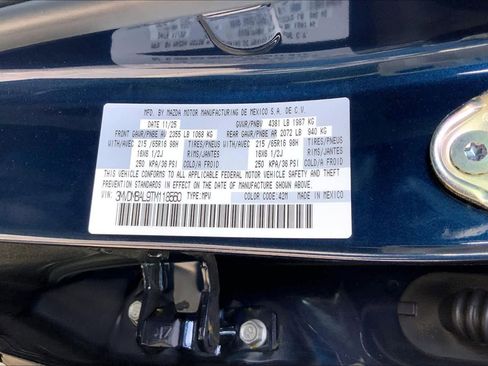 MFD. BY MAZDA MOTOR MANUFACTURING DE MEXICO S.A. DE C.V.
DATE 11/25 GVWR/PNBV 4381 LB 1987 KG
FRONT GAWR/PNBE AV 2355 LB 1068 KG REAR GAWR/PNBE AR 2072 LB 940 KG
WITH/AVEC 215 /65R16 98H TIRES/PNEUS WITH/AVEC 215 /65R16 98H TIRES/PNEUS
16X6 1/2J RIMS/JANTES 16X6 1/2J RIMS/JANTES
250 KPA/36 PSI COLD/A FROID 250 KPA/36 PSI COLD/A FROID
THIS VEHICLE CONFORMS TO ALL APPLICABLE FEDERAL MOTOR VEHICLE SAFETY AND
THEFT PREVENTION STANDARDS IN EFFECT ON THE DATE OF MANUFACTURE SHOWN ABOVE.
VIN: TYPE: MPV COLOR CODE: 42M MADE IN MEXICO